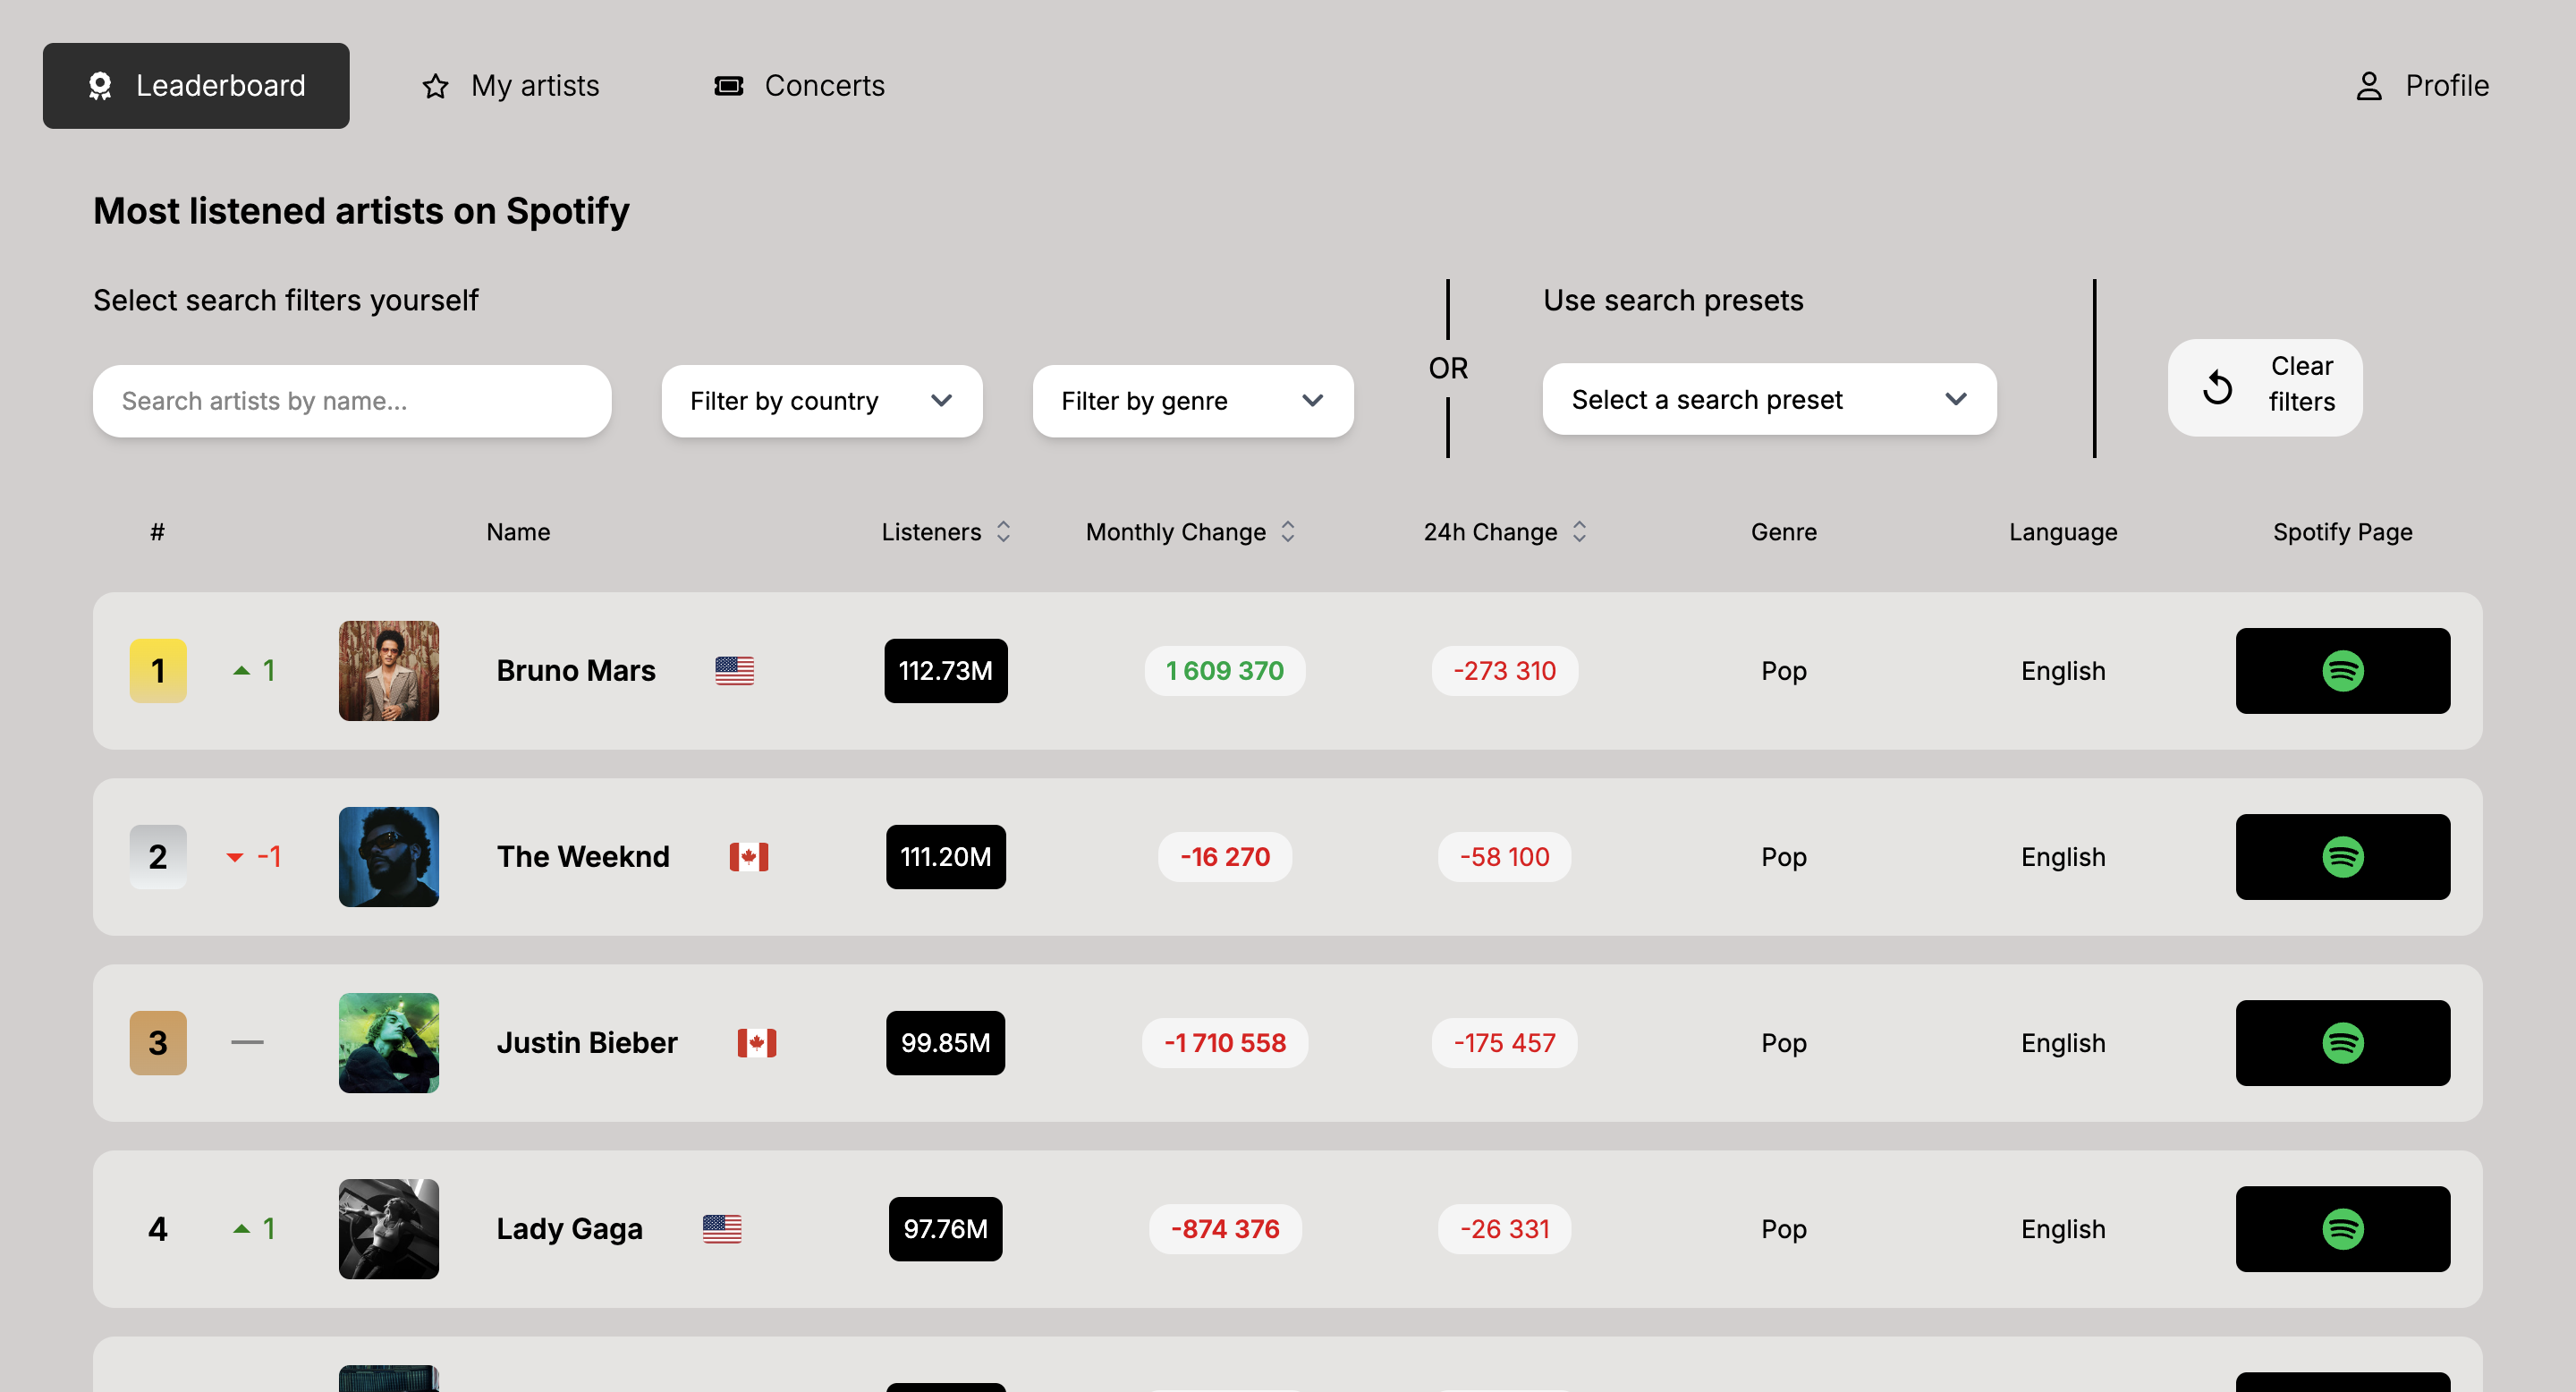 Leaderboard
My artists
Concerts
Profile
Most listened artists on Spotify
Select search filters yourself
Use search presets
Search artists by name...
Filter by country
Filter by genre
OR
Select a search preset
Clear
filters
# Name Listeners Monthly Change 24h Change Genre Language Spotify Page
1 1 Bruno Mars 112.73M 1 609 370 -273 310 Pop English
2 -1 The Weeknd 111.20M -16 270 -58 100 Pop English
3 — Justin Bieber 99.85M -1 710 558 -175 457 Pop English
4 1 Lady Gaga 97.76M -874 376 -26 331 Pop English